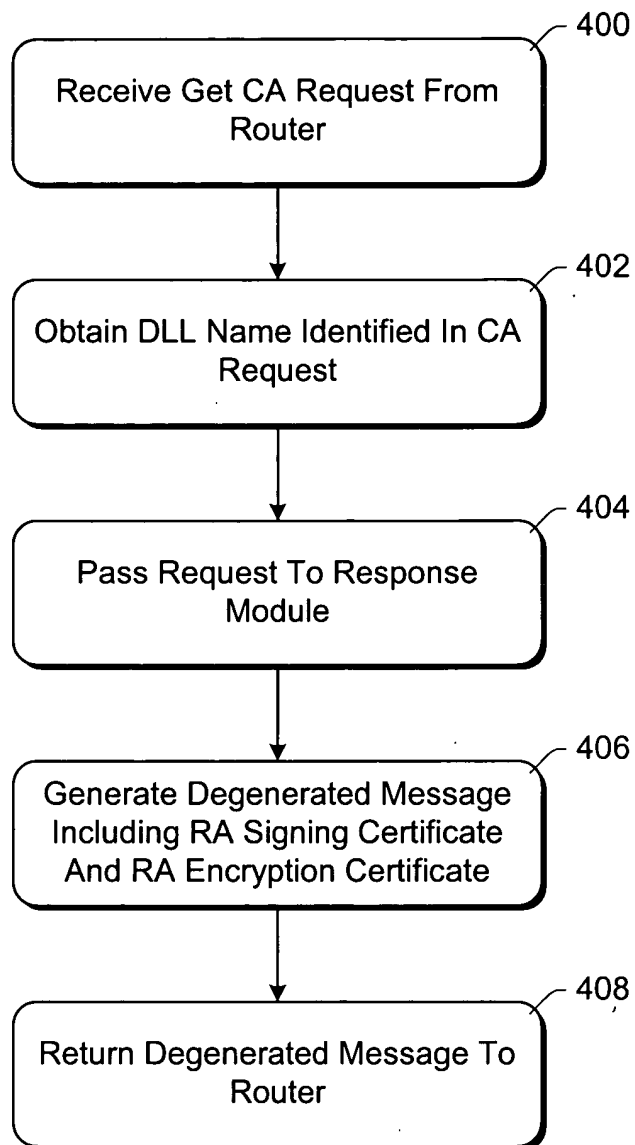 400
Receive Get CA Request From
Router
402
Obtain DLL Name Identified In CA
Request
404
Pass Request To Response
Module
406
Generate Degenerated Message
Including RA Signing Certificate
And RA Encryption Certificate
408
Return Degenerated Message To
Router